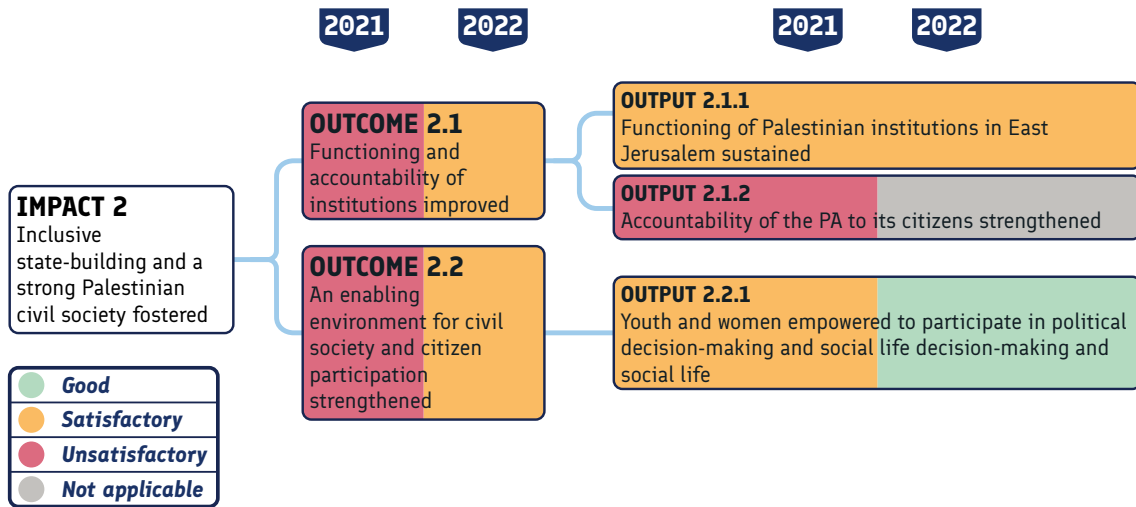 2021
2022
2021
2022
IMPACT 2
Inclusive
state-building and a
strong Palestinian
civil society fostered
OUTCOME 2.1
Functioning and
accountability of
institutions improved
OUTCOME 2.2
An enabling
environment for civil
society and citizen
participation
strengthened
OUTPUT 2.1.1
Functioning of Palestinian institutions in East
Jerusalem sustained
OUTPUT 2.1.2
Accountability of the PA to its citizens strengthened
OUTPUT 2.2.1
Youth and women empowered to participate in political
decision-making and social life decision-making and
social life
Good
Satisfactory
Unsatisfactory
Not applicable